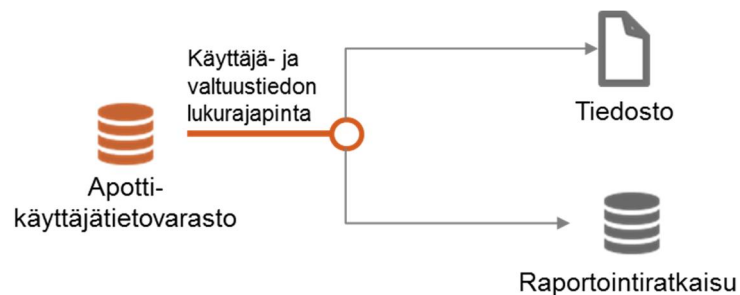 Käyttäjä- ja
valtuustiedon
lukurajapinta
Tiedosto
Apotti-
käyttäjätietovarasto
Raportointiratkaisu